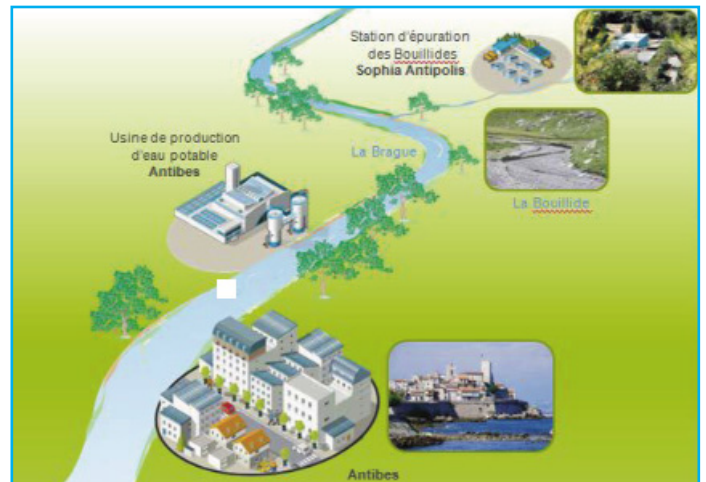 Station d'épuration
des Bouillides
Sophia Antipolis
Usine de production
d'eau potable
Antibes
La Brague
La Bouillide
Antibes